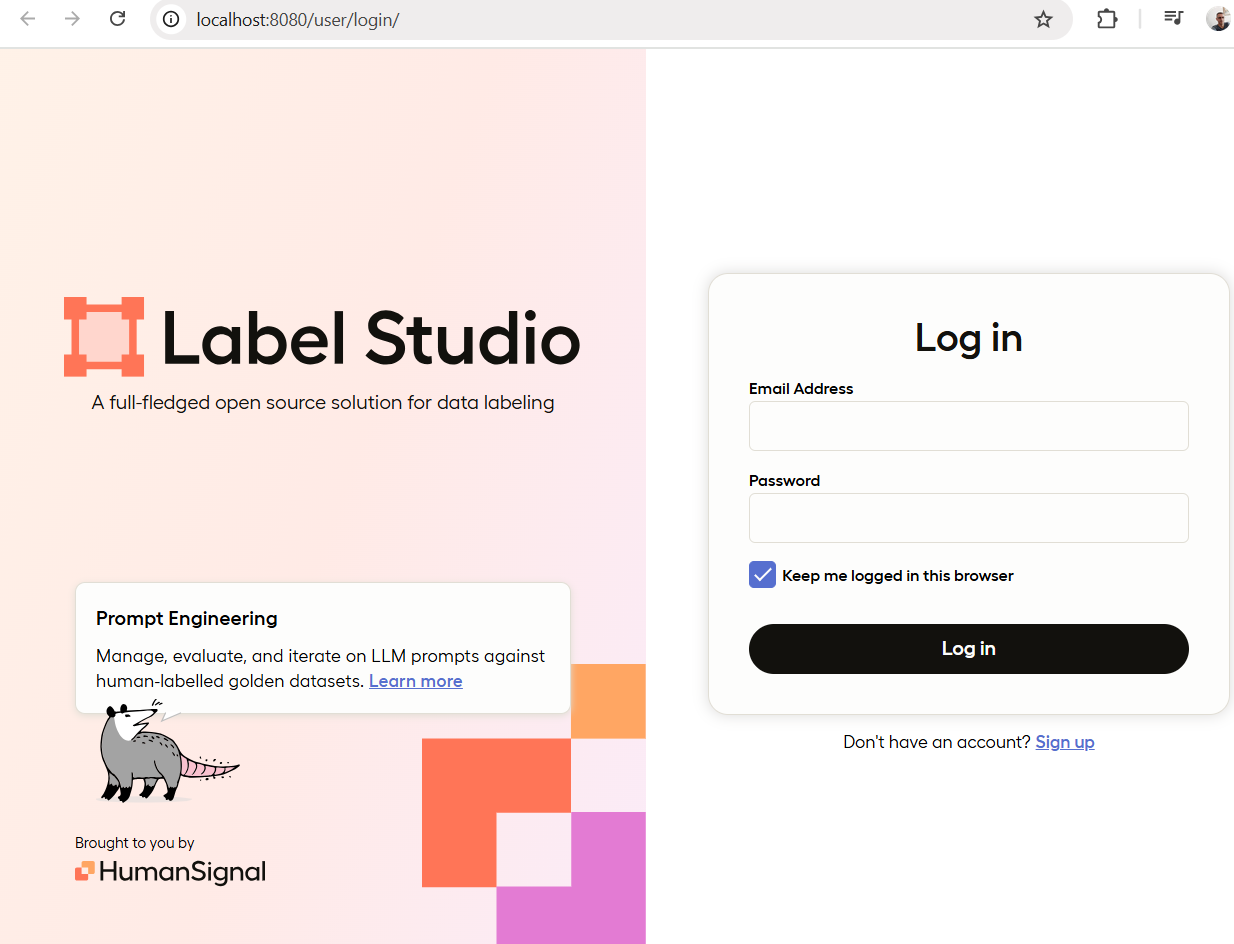 localhost:8080/user/login/
Label Studio
A full-fledged open source solution for data labeling
Prompt Engineering
Manage, evaluate, and iterate on LLM prompts against
human-labelled golden datasets. Learn more
Brought to you by
HumanSignal
Log in
Email Address
Password
Keep me logged in this browser
Log in
Don't have an account? Sign up